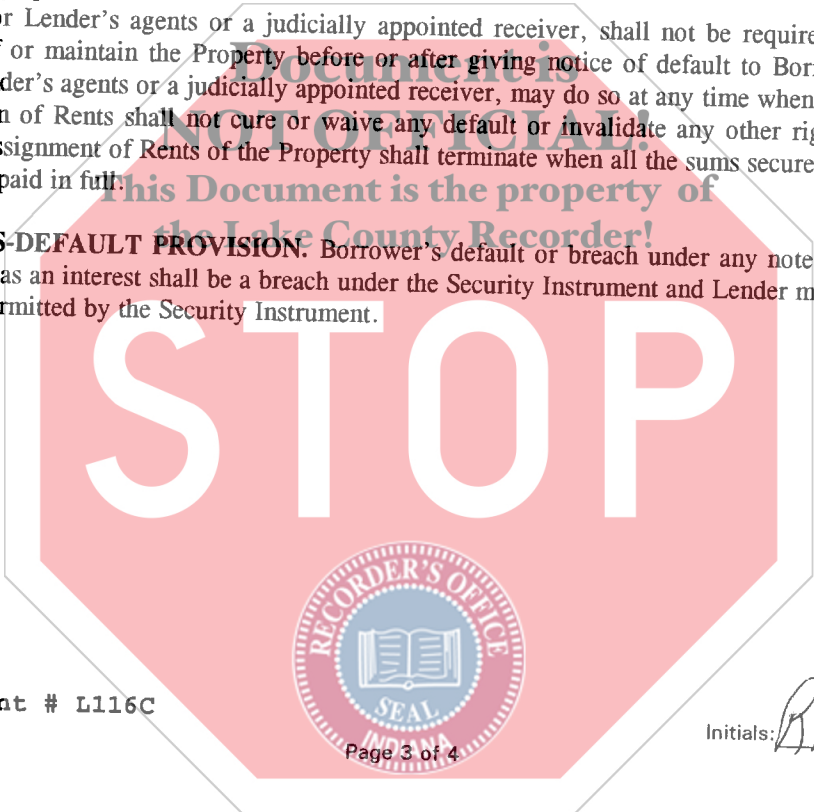 or Lender's agents or a judicially appointed receiver, shall not be require
f or maintain the Property before or after giving notice of default to Bor
der's agents or a judicially appointed receiver, may do so at any time when
n of Rents shall not cure or waive any default or invalidate any other rig
ssignment of Rents of the Property shall terminate when all the sums secure
paid in full.
Document is
NOT OFFICIAL!
This Document is the property of
the Lake County Recorder!
S-DEFAULT PROVISION. Borrower's default or breach under any note
as an interest shall be a breach under the Security Instrument and Lender m
rmitted by the Security Instrument.
STOP
RECORDER'S OFFICE
SEAL
INDIANA
nt # L116C
Initials:
Page 3 of 4